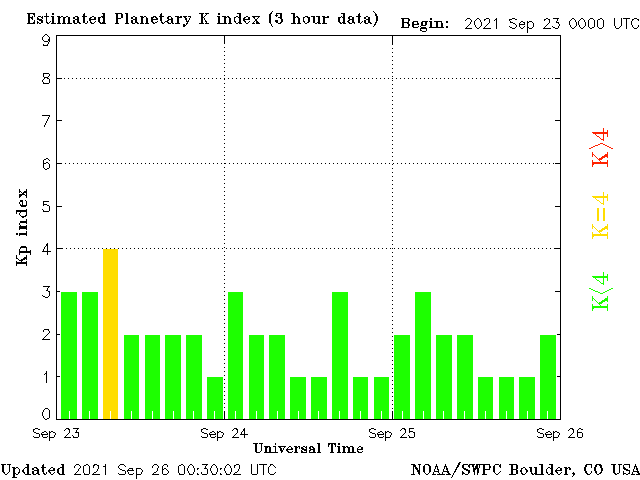 Estimated Planetary K index (3 hour data) Begin: 2021 Sep 23 0000 UTC
9
8
7
6
5
4
3
2
1
0
Kp index
K>4
K=4
K<4
Sep 23 Sep 24 Sep 25 Sep 26
Universal Time
Updated 2021 Sep 26 00:30:02 UTC NOAA/SWPC Boulder, CO USA